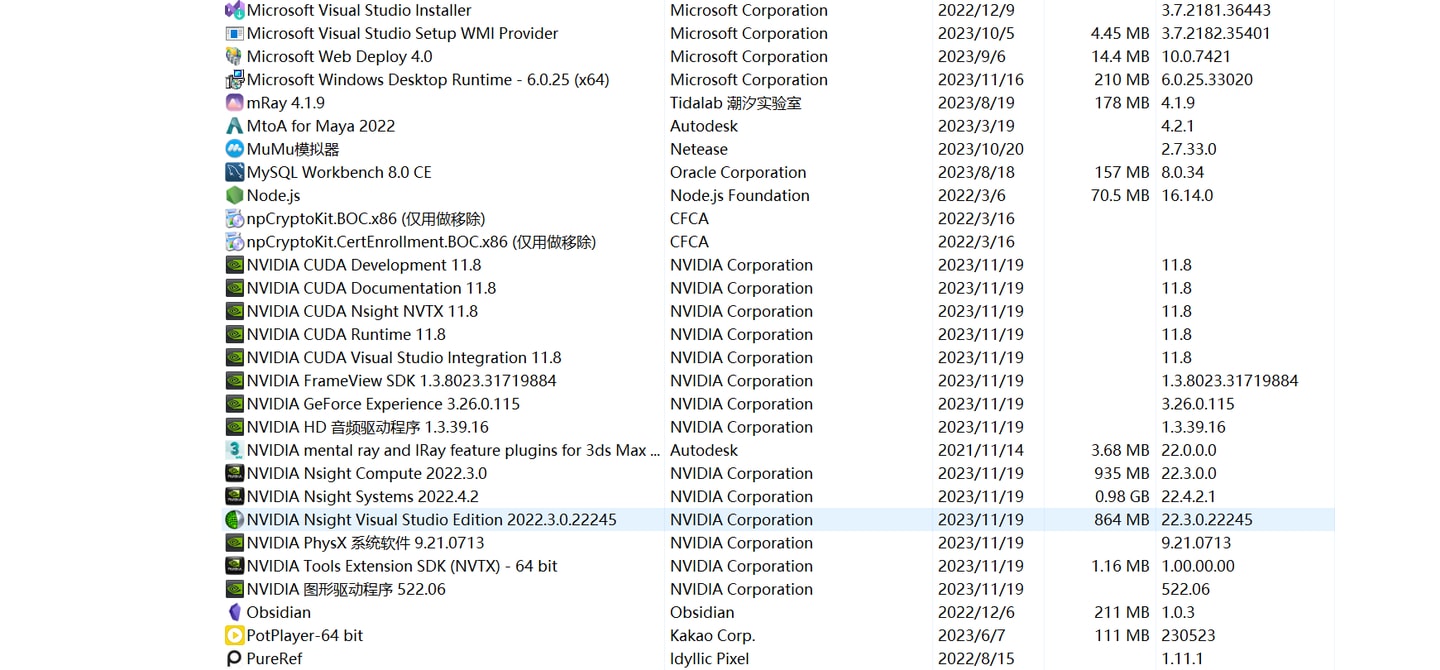 Microsoft Visual Studio Installer Microsoft Corporation 2022/12/9 3.7.2181.36443
Microsoft Visual Studio Setup WMI Provider Microsoft Corporation 2023/10/5 4.45 MB 3.7.2182.35401
Microsoft Web Deploy 4.0 Microsoft Corporation 2023/9/6 14.4 MB 10.0.7421
Microsoft Windows Desktop Runtime - 6.0.25 (x64) Microsoft Corporation 2023/11/16 210 MB 6.0.25.33020
mRay 4.1.9 Tidalab 潮汐实验室 2023/8/19 178 MB 4.1.9
MtoA for Maya 2022 Autodesk 2023/3/19 4.2.1
MuMu模拟器 Netease 2023/10/20 2.7.33.0
MySQL Workbench 8.0 CE Oracle Corporation 2023/8/18 157 MB 8.0.34
Node.js Node.js Foundation 2022/3/6 70.5 MB 16.14.0
npCryptoKit.BOC.x86 (仅用做移除) CFCA 2022/3/16
npCryptoKit.CertEnrollment.BOC.x86 (仅用做移除) CFCA 2022/3/16
NVIDIA CUDA Development 11.8 NVIDIA Corporation 2023/11/19 11.8
NVIDIA CUDA Documentation 11.8 NVIDIA Corporation 2023/11/19 11.8
NVIDIA CUDA Nsight NVTX 11.8 NVIDIA Corporation 2023/11/19 11.8
NVIDIA CUDA Runtime 11.8 NVIDIA Corporation 2023/11/19 11.8
NVIDIA CUDA Visual Studio Integration 11.8 NVIDIA Corporation 2023/11/19 11.8
NVIDIA FrameView SDK 1.3.8023.31719884 NVIDIA Corporation 2023/11/19 1.3.8023.31719884
NVIDIA GeForce Experience 3.26.0.115 NVIDIA Corporation 2023/11/19 3.26.0.115
NVIDIA HD 音频驱动程序 1.3.39.16 NVIDIA Corporation 2023/11/19 1.3.39.16
NVIDIA mental ray and IRay feature plugins for 3ds Max ... Autodesk 2021/11/14 3.68 MB 22.0.0.0
NVIDIA Nsight Compute 2022.3.0 NVIDIA Corporation 2023/11/19 935 MB 22.3.0.0
NVIDIA Nsight Systems 2022.4.2 NVIDIA Corporation 2023/11/19 0.98 GB 22.4.2.1
NVIDIA Nsight Visual Studio Edition 2022.3.0.22245 NVIDIA Corporation 2023/11/19 864 MB 22.3.0.22245
NVIDIA PhysX 系统软件 9.21.0713 NVIDIA Corporation 2023/11/19 9.21.0713
NVIDIA Tools Extension SDK (NVTX) - 64 bit NVIDIA Corporation 2023/11/19 1.16 MB 1.00.00.00
NVIDIA 图形驱动程序 522.06 NVIDIA Corporation 2023/11/19 522.06
Obsidian Obsidian 2022/12/6 211 MB 1.0.3
PotPlayer-64 bit Kakao Corp. 2023/6/7 111 MB 230523
PureRef Idyllic Pixel 2022/8/15 1.11.1